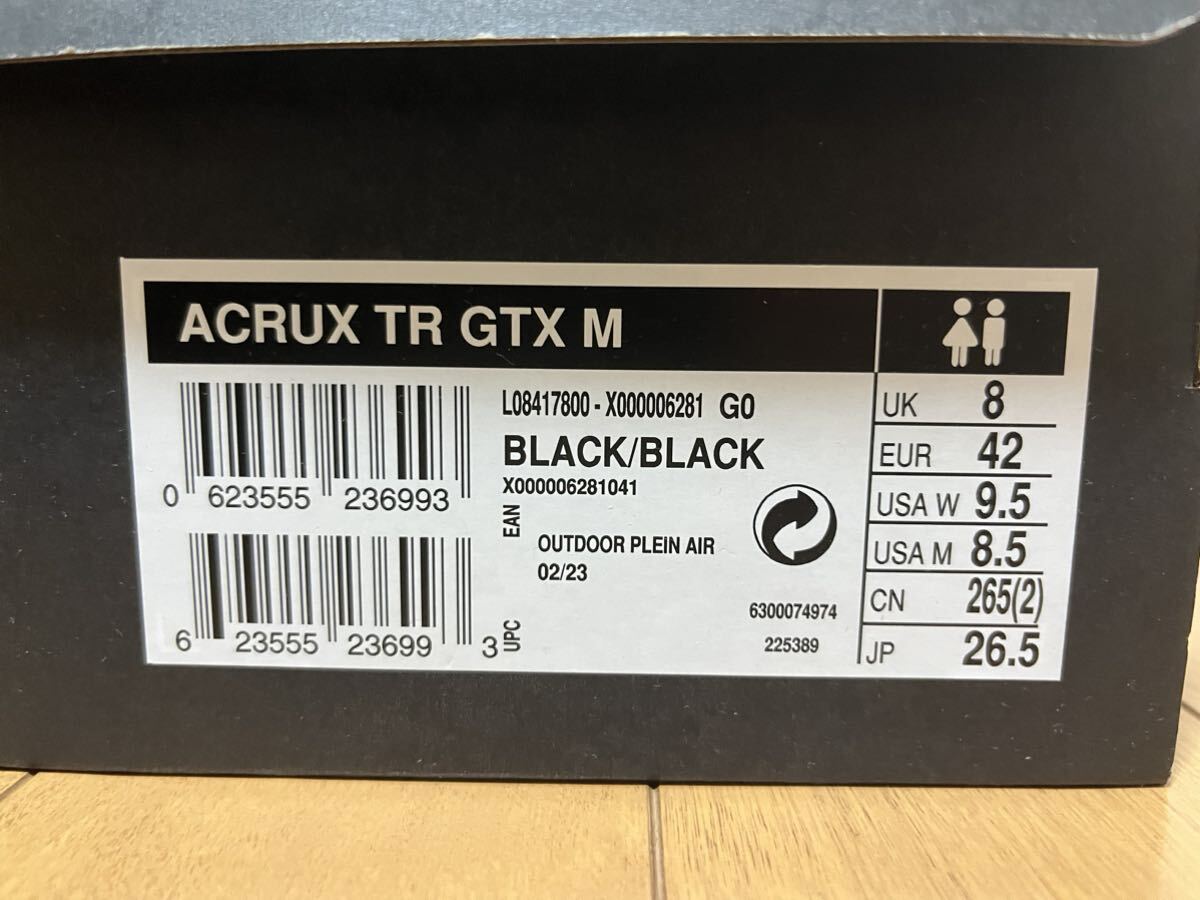 ACRUX TR GTX M
0 623555 236993
L08417800 - X000006281 G0
BLACK/BLACK
X000006281041
EAN
OUTDOOR PLEIN AIR
02/23
6300074974
225389
6 23555 23699 3
UPC
UK 8
EUR 42
USA W 9.5
USA M 8.5
CN 265(2)
JP 26.5